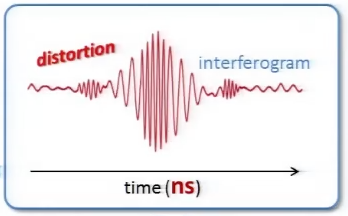 distortion
interferogram
time (ns)